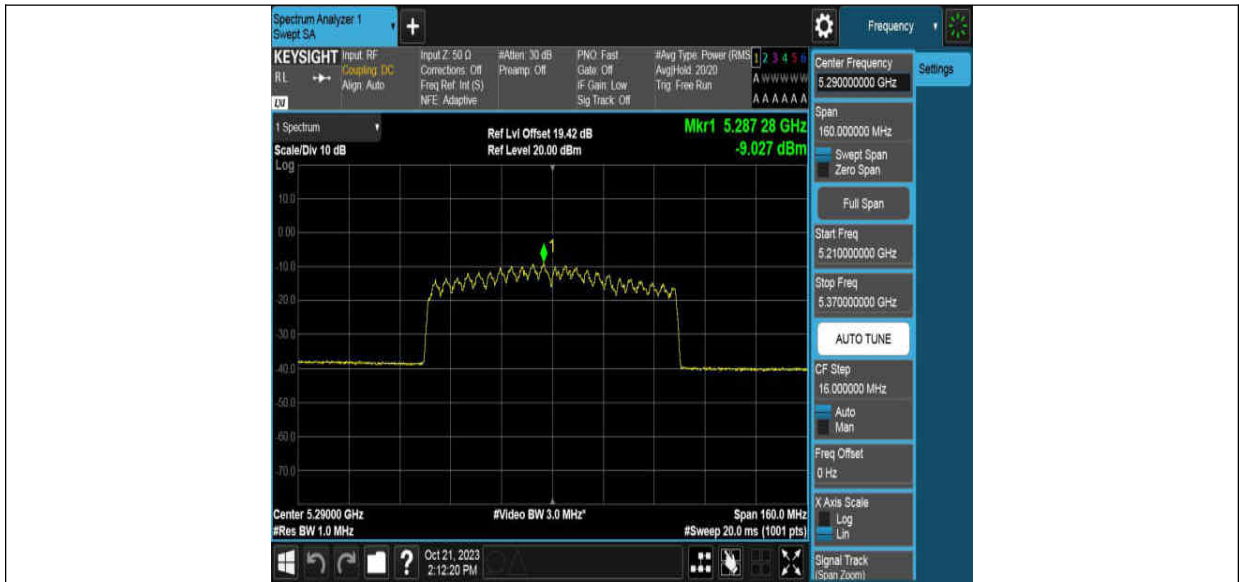 Spectrum Analyzer 1
Swept SA
+
Frequency
KEYSIGHT
RL
LXI
Input: RF
Coupling: DC
Align: Auto
Input Z: 50 Ω
Corrections: Off
Freq Ref: Int (S)
NFE: Adaptive
#Atten: 30 dB
Preamp: Off
PNO: Fast
Gate: Off
IF Gain: Low
Sig Track: Off
#Avg Type: Power (RMS
Avg|Hold: 20/20
Trig: Free Run
1 2 3 4 5 6
A W W W W W
A A A A A A
1 Spectrum
Scale/Div 10 dB
Ref Lvl Offset 19.42 dB
Ref Level 20.00 dBm
Mkr1 5.287 28 GHz
-9.027 dBm
Log
10.0
0.00
-10.0
-20.0
-30.0
-40.0
-50.0
-60.0
-70.0
1
Center 5.29000 GHz
#Res BW 1.0 MHz
#Video BW 3.0 MHz*
Span 160.0 MHz
#Sweep 20.0 ms (1001 pts)
Oct 21, 2023
2:12:20 PM
?
Center Frequency
5.290000000 GHz
Settings
Span
160.000000 MHz
Swept Span
Zero Span
Full Span
Start Freq
5.210000000 GHz
Stop Freq
5.370000000 GHz
AUTO TUNE
CF Step
16.000000 MHz
Auto
Man
Freq Offset
0 Hz
X Axis Scale
Log
Lin
Signal Track
(Span Zoom)